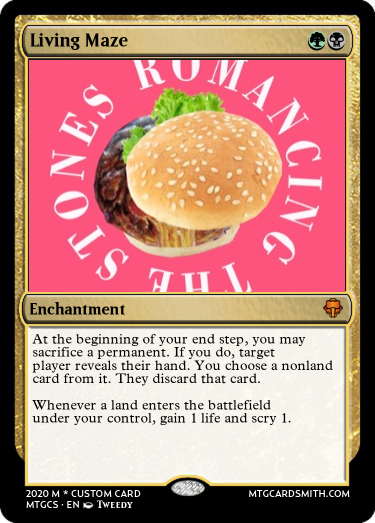 Living Maze
THE STONES ROMANCING
Enchantment
At the beginning of your end step, you may
sacrifice a permanent. If you do, target
player reveals their hand. You choose a nonland
card from it. They discard that card.
Whenever a land enters the battlefield
under your control, gain 1 life and scry 1.
2020 M * CUSTOM CARD
MTGCS · EN Tweedy
MTGCARDSMITH.COM